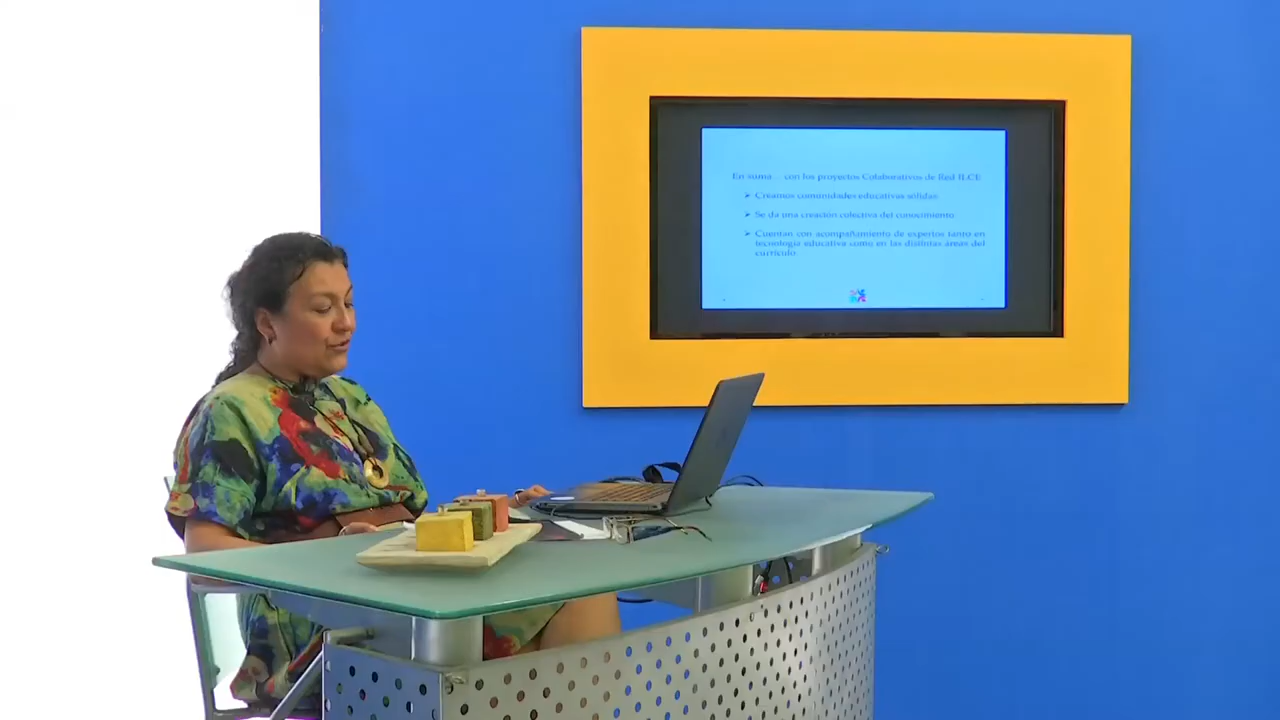 En suma... con los proyectos Colaborativos de Red ILCE
➤ Creamos comunidades educativas sólidas
➤ Se da una creación colectiva del conocimiento
➤ Cuentan con acompañamiento de expertos tanto en
tecnología educativa como en las distintas áreas del
currículo.